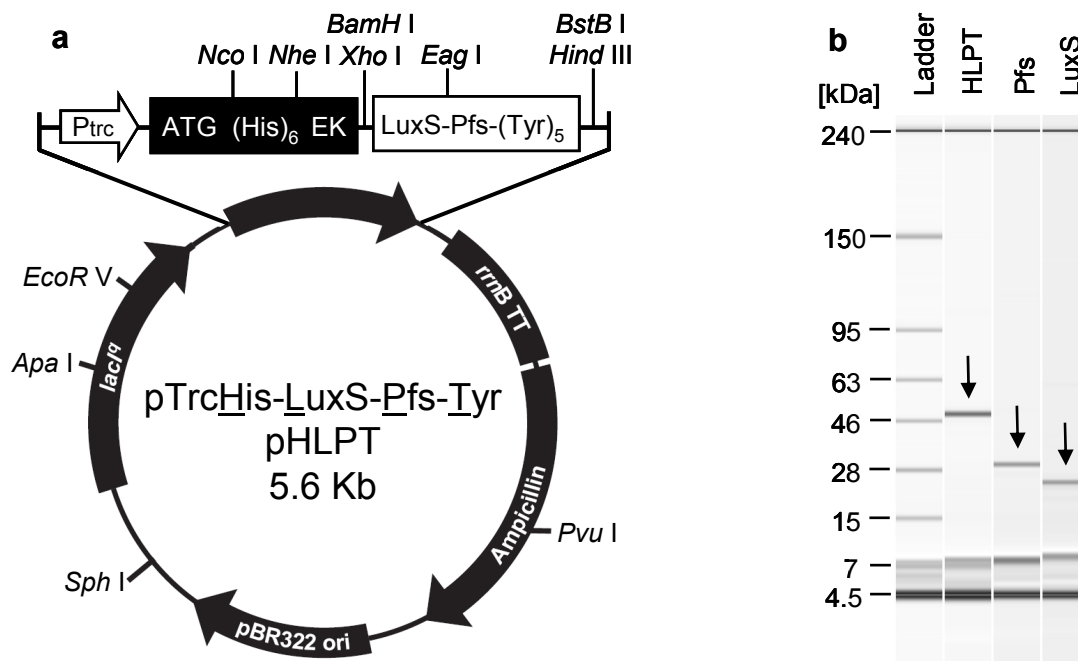 a
BamH I
BstB I
Nco I Nhe I Xho I Eag I Hind III
Ptrc ATG (His)6 EK LuxS-Pfs-(Tyr)5
EcoR V
Apa I
lacIq
rrnB TT
pTrcHis-LuxS-Pfs-Tyr
pHLPT
5.6 Kb
Ampicillin
Pvu I
Sph I
pBR322 ori
b
Ladder
HLPT
Pfs
LuxS
[kDa]
240
150
95
63
46
28
15
7
4.5